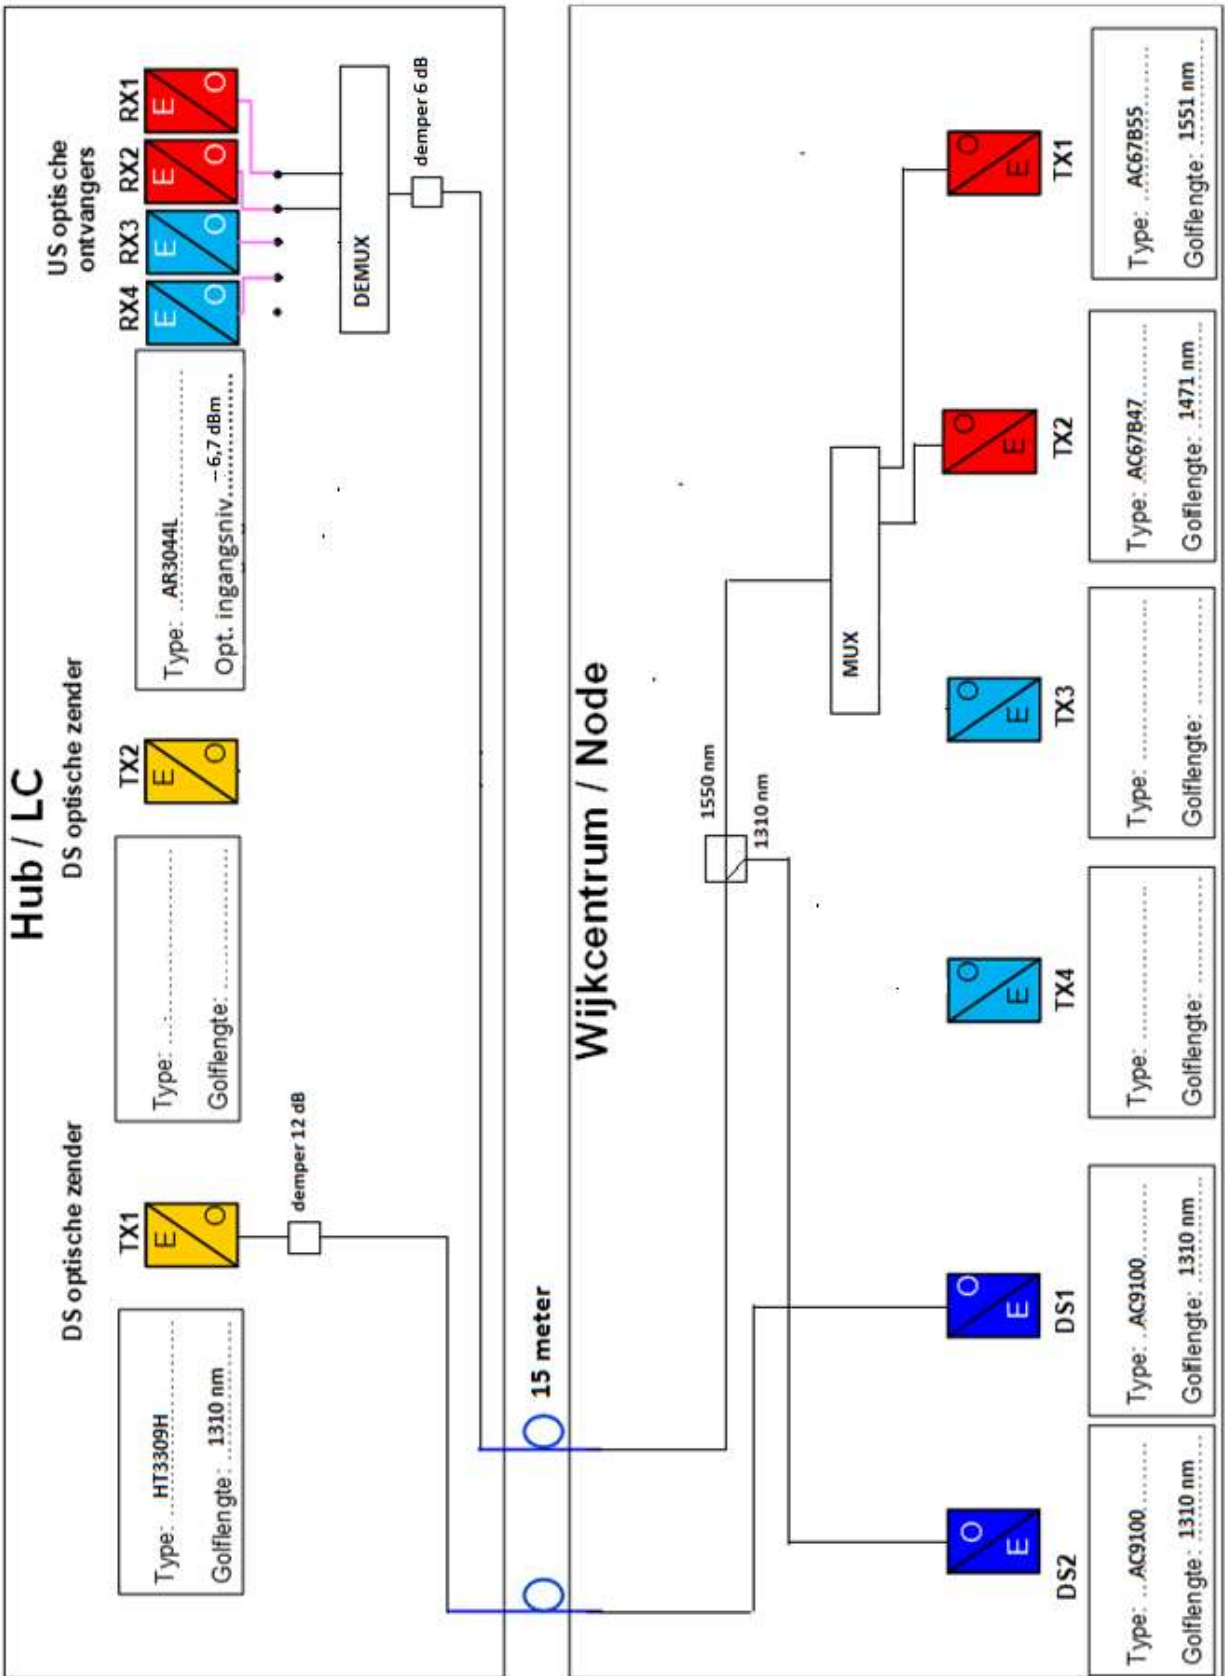 Hub / LC
DS optische zender
DS optische zender
US optische
ontvangers
TX1
TX2
RX4
RX3
RX2
RX1
E
O
E
O
E
O
E
O
E
O
E
O
Type: ...HT3309H
Golflengte: 1310 nm
Type:
Golflengte:
Type: ..AR3044L
Opt. ingangsniv. -6,7 dBm
demper 12 dB
DEMUX
demper 6 dB
15 meter
Wijkcentrum / Node
1550 nm
1310 nm
MUX
O
E
O
E
O
E
O
E
O
E
O
E
DS2
DS1
TX4
TX3
TX2
TX1
Type: ..AC9100
Golflengte: 1310 nm
Type: ..AC9100
Golflengte: 1310 nm
Type:
Golflengte:
Type:
Golflengte:
Type: AC67B47
Golflengte: 1471 nm
Type: ..AC67B55
Golflengte: 1551 nm